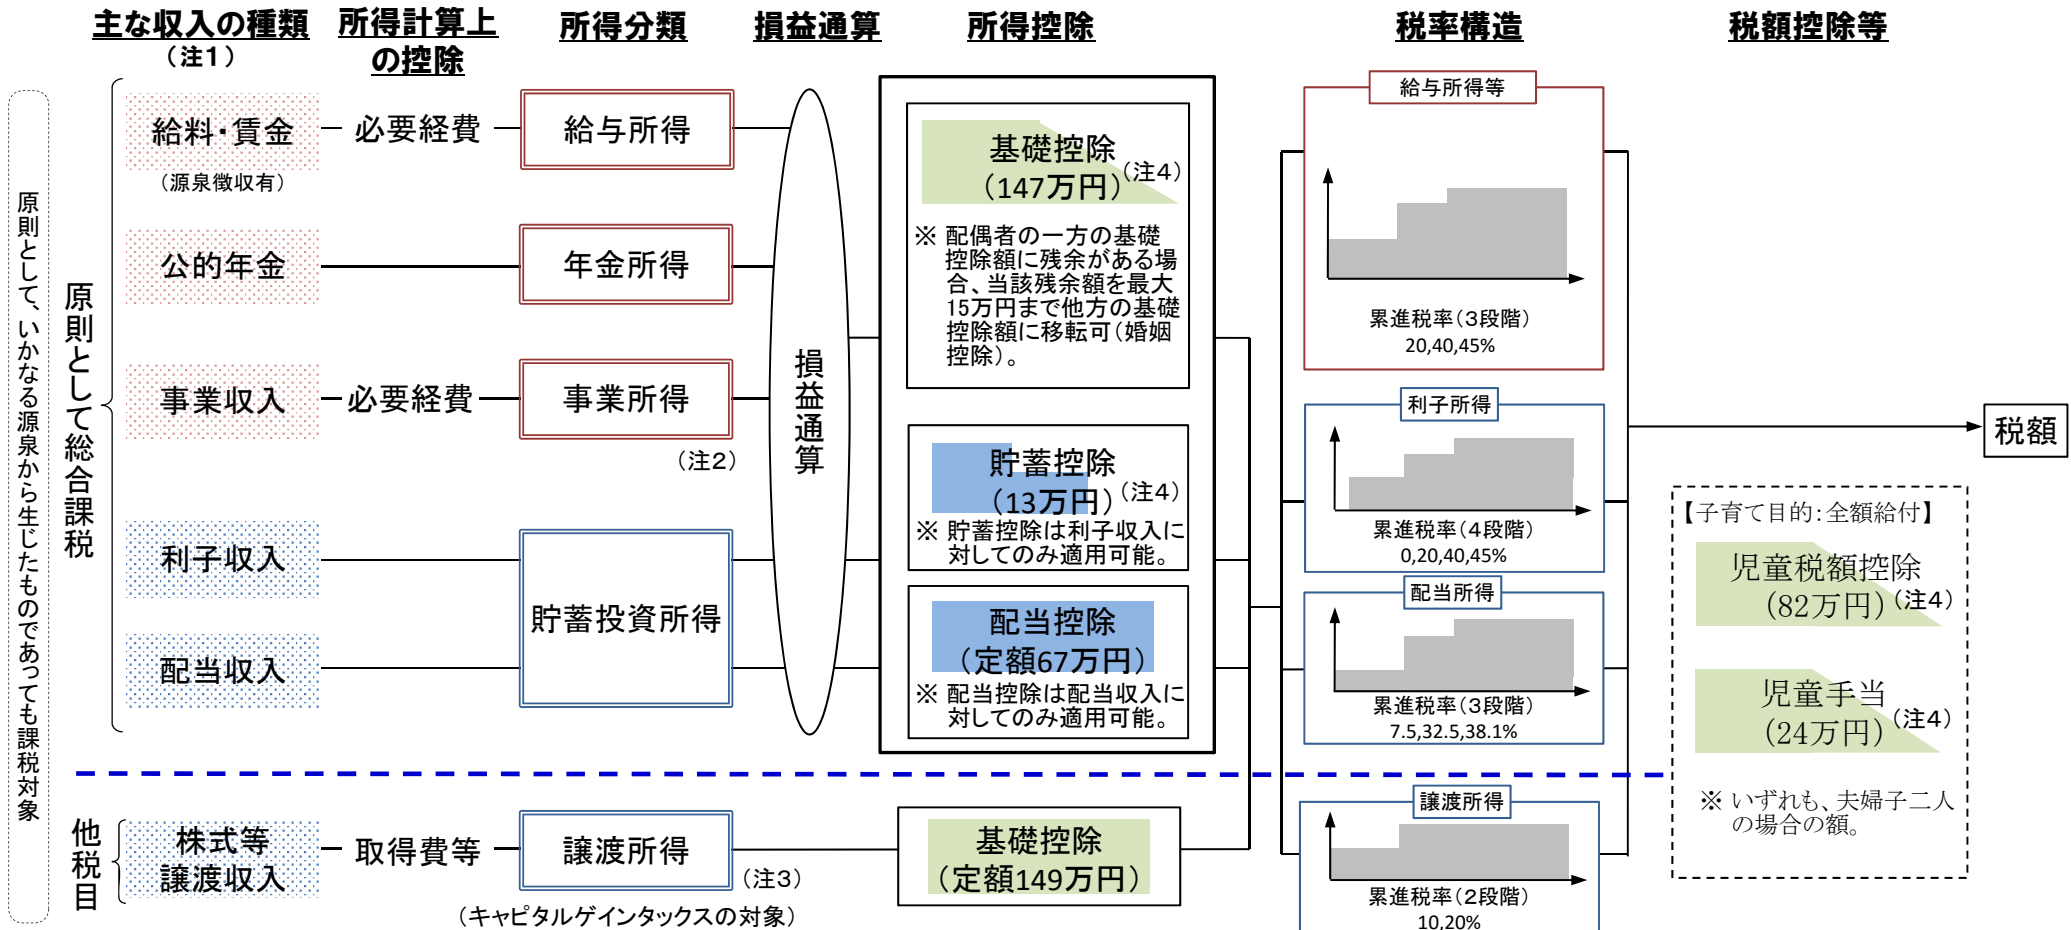 主な収入の種類
（注１）
所得計算上
の控除
所得分類
損益通算
所得控除
税率構造
税額控除等
原則として、いかなる源泉から生じたものであっても課税対象
原則として総合課税
給料・賃金
（源泉徴収有）
必要経費
給与所得
公的年金
年金所得
事業収入
必要経費
事業所得
（注２）
利子収入
配当収入
貯蓄投資所得
損益通算
基礎控除
（147万円）（注４）
※ 配偶者の一方の基礎
控除額に残余がある場
合、当該残余額を最大
15万円まで他方の基礎
控除額に移転可（婚姻
控除）。
貯蓄控除
（13万円）（注４）
※ 貯蓄控除は利子収入に
対してのみ適用可能。
配当控除
（定額67万円）
※ 配当控除は配当収入に
対してのみ適用可能。
給与所得等
累進税率（３段階）
20,40,45%
利子所得
累進税率（４段階）
0,20,40,45%
配当所得
累進税率（３段階）
7.5,32.5,38.1%
税額
【子育て目的：全額給付】
児童税額控除
（82万円）（注４）
児童手当
（24万円）（注４）
※ いずれも、夫婦子二人
の場合の額。
他税目
株式等
譲渡収入
取得費等
譲渡所得
（注３）
（キャピタルゲインタックスの対象）
基礎控除
（定額149万円）
譲渡所得
累進税率（２段階）
10,20%